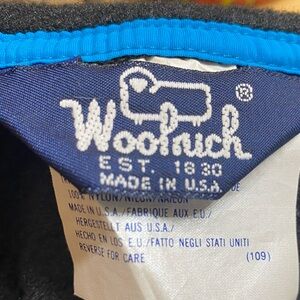 ®
Woolrich
EST. 1830
MADE IN U.S.A.
100% NYLON/NILON/NAILON
MADE IN U.S.A./FABRIQUE AUX E.U./
HERGESTELLT AUS U.S.A./
HECHO EN LOS E.U./FATTO NEGLI STATI UNITI
REVERSE FOR CARE (109)